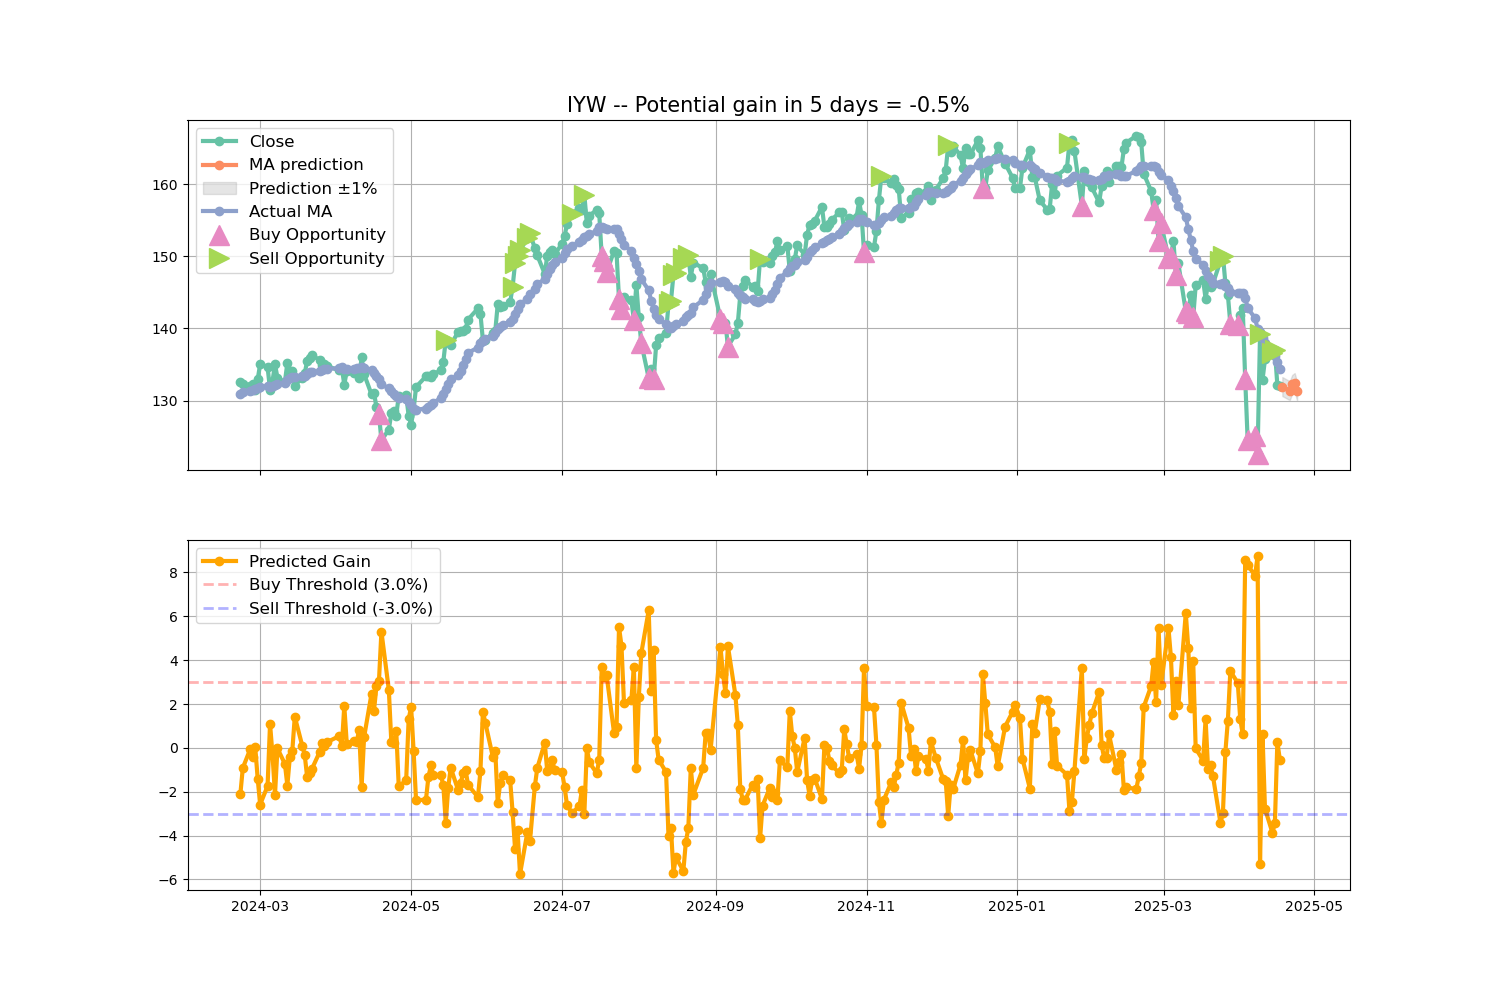 IYW -- Potential gain in 5 days = -0.5%
Close
MA prediction
Prediction ±1%
Actual MA
Buy Opportunity
Sell Opportunity
160
150
140
130
Predicted Gain
Buy Threshold (3.0%)
Sell Threshold (-3.0%)
8
6
4
2
0
−2
−4
−6
2024-03 2024-05 2024-07 2024-09 2024-11 2025-01 2025-03 2025-05